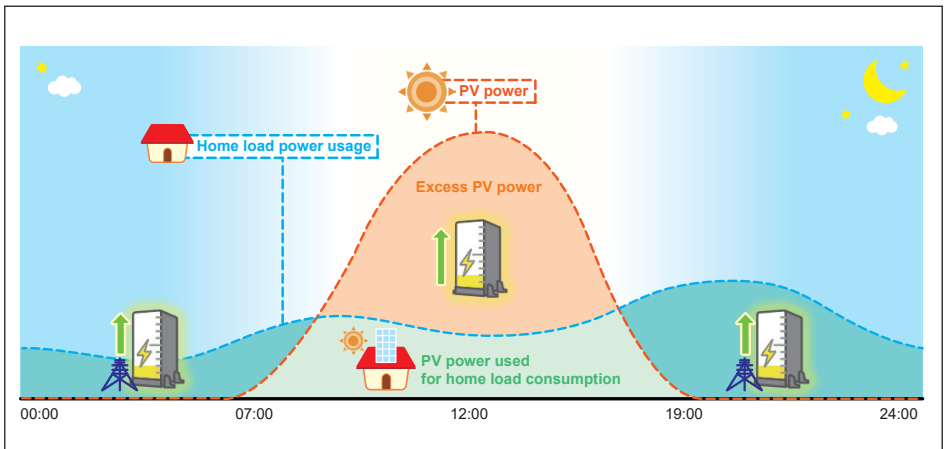 PV power
Home load power usage
Excess PV power
PV power used
for home load consumption
00:00 07:00 12:00 19:00 24:00